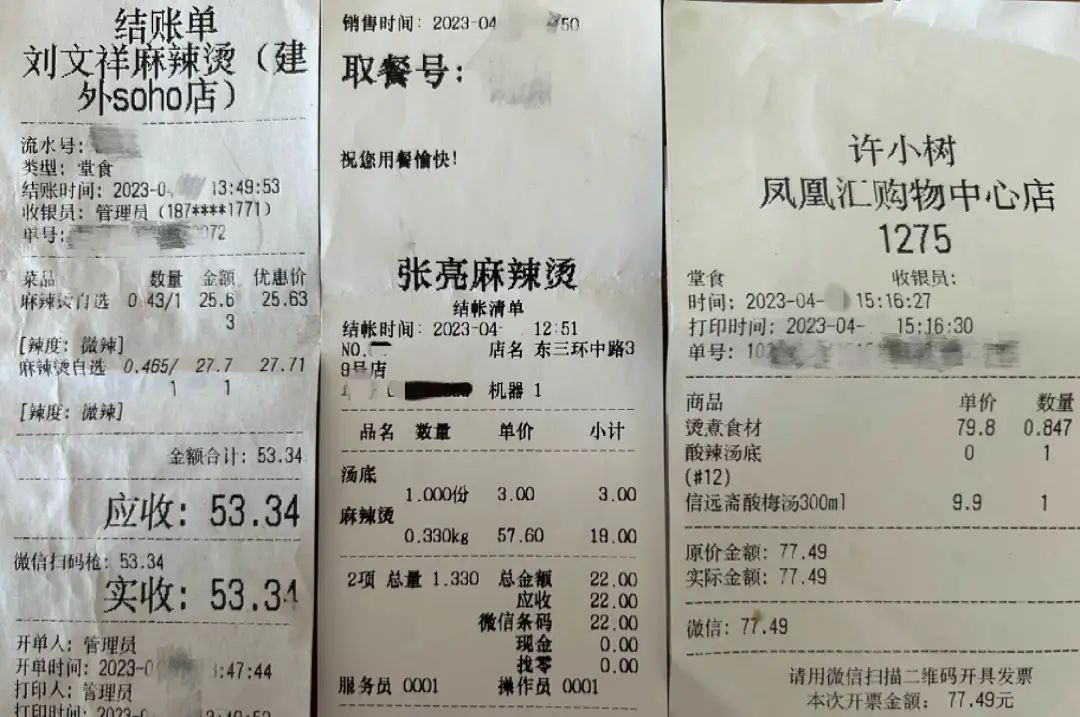 结账单
刘文祥麻辣烫（建
外soho店）
流水号:
类型: 堂食
结账时间: 2023-0 13:49:53
收银员: 管理员（187****1771）
单号: 0072
菜品 数量 金额 优惠价
麻辣烫自选 0.43/1 25.6 25.63
3
[辣度: 微辣]
麻辣烫自选 0.465/ 27.7 27.71
1 1
[辣度: 微辣]
金额合计: 53.34
应收: 53.34
微信扫码枪: 53.34
实收: 53.34
开单人: 管理员
开单时间: 2023-0 :47:44
打印人: 管理员
打印时间: 2023-0
销售时间: 2023-04 50
取餐号:
祝您用餐愉快!
张亮麻辣烫
结帐清单
结帐时间: 2023-04- 12:51
NO. 店名 东三环中路3
9号店
机器 1
品名 数量 单价 小计
汤底
1.000份 3.00 3.00
麻辣烫
0.330kg 57.60 19.00
2项 总量 1.330 总金额 22.00
应收 22.00
微信条码 22.00
现金 0.00
找零 0.00
服务员 0001 操作员 0001
许小树
凤凰汇购物中心店
1275
堂食 收银员:
时间: 2023-04- 15:16:27
打印时间: 2023-04- 15:16:30
单号: 10
商品 单价 数量
烫煮食材 79.8 0.847
酸辣汤底 0 1
(#12)
信远斋酸梅汤300ml 9.9 1
原价金额: 77.49
实际金额: 77.49
微信: 77.49
请用微信扫描二维码开具发票
本次开票金额: 77.49元